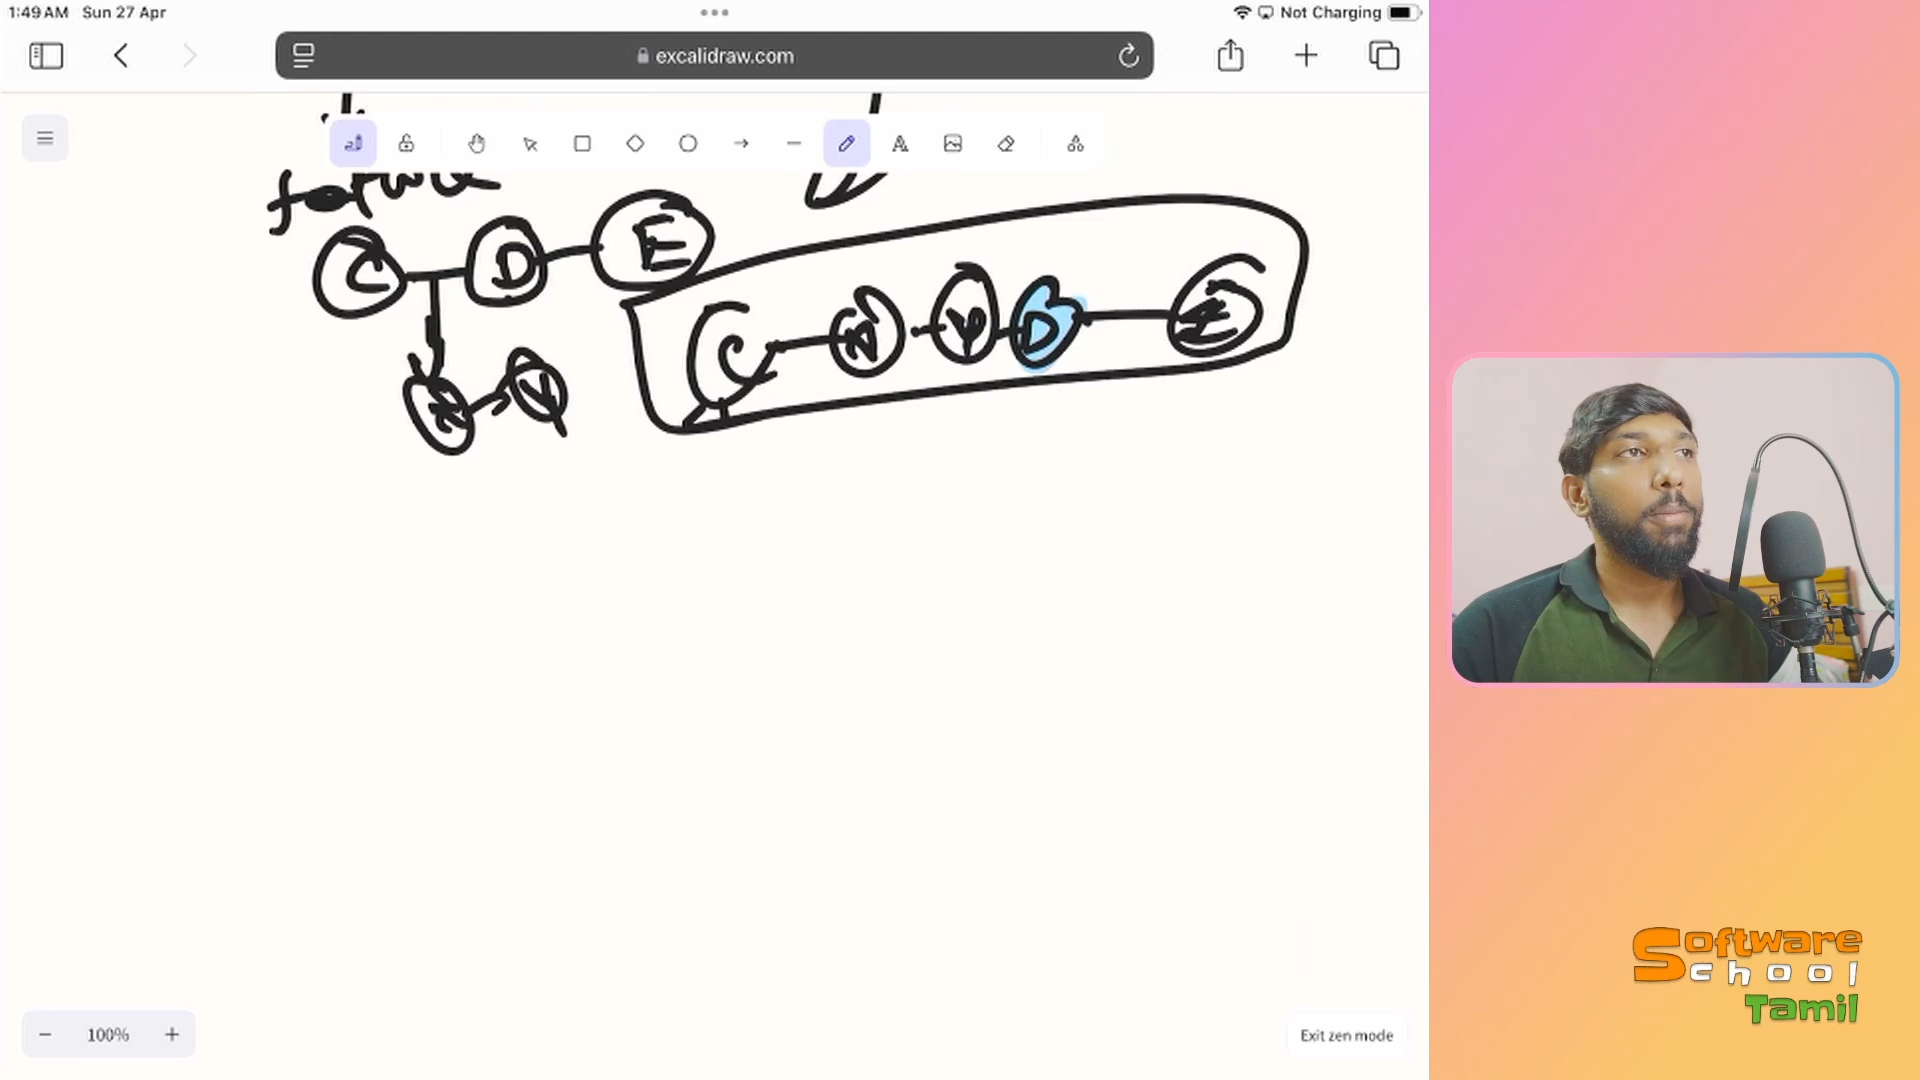 1:49 AM Sun 27 Apr
Not Charging
excalidraw.com
C D E
C N Y D E
Y
100%
Exit zen mode
Software
School
Tamil